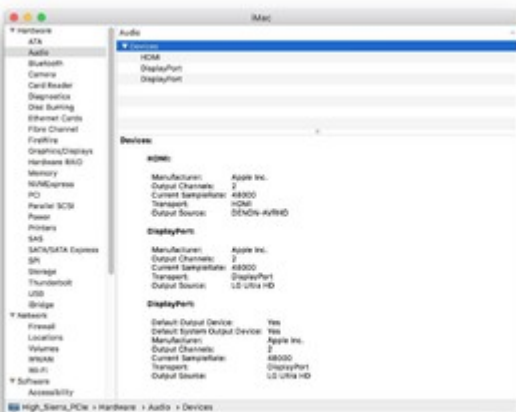 iMac
▼ Hardware
ATA
Audio
Bluetooth
Camera
Card Reader
Diagnostics
Disc Burning
Ethernet Cards
Fibre Channel
FireWire
Graphics/Displays
Hardware RAID
Memory
NVMExpress
PCI
Parallel SCSI
Power
Printers
SAS
SATA/SATA Express
SPI
Storage
Thunderbolt
USB
iBridge
▼ Network
Firewall
Locations
Volumes
WWAN
Wi-Fi
▼ Software
Accessibility
Audio
▼ Devices
HDMI
DisplayPort
DisplayPort
Devices:
HDMI:
Manufacturer: Apple Inc.
Output Channels: 2
Current SampleRate: 48000
Transport: HDMI
Output Source: DENON-AVRHD
DisplayPort:
Manufacturer: Apple Inc.
Output Channels: 2
Current SampleRate: 48000
Transport: DisplayPort
Output Source: LG Ultra HD
DisplayPort:
Default Output Device: Yes
Default System Output Device: Yes
Manufacturer: Apple Inc.
Output Channels: 2
Current SampleRate: 48000
Transport: DisplayPort
Output Source: LG Ultra HD
High_Sierra_PCIe › Hardware › Audio › Devices